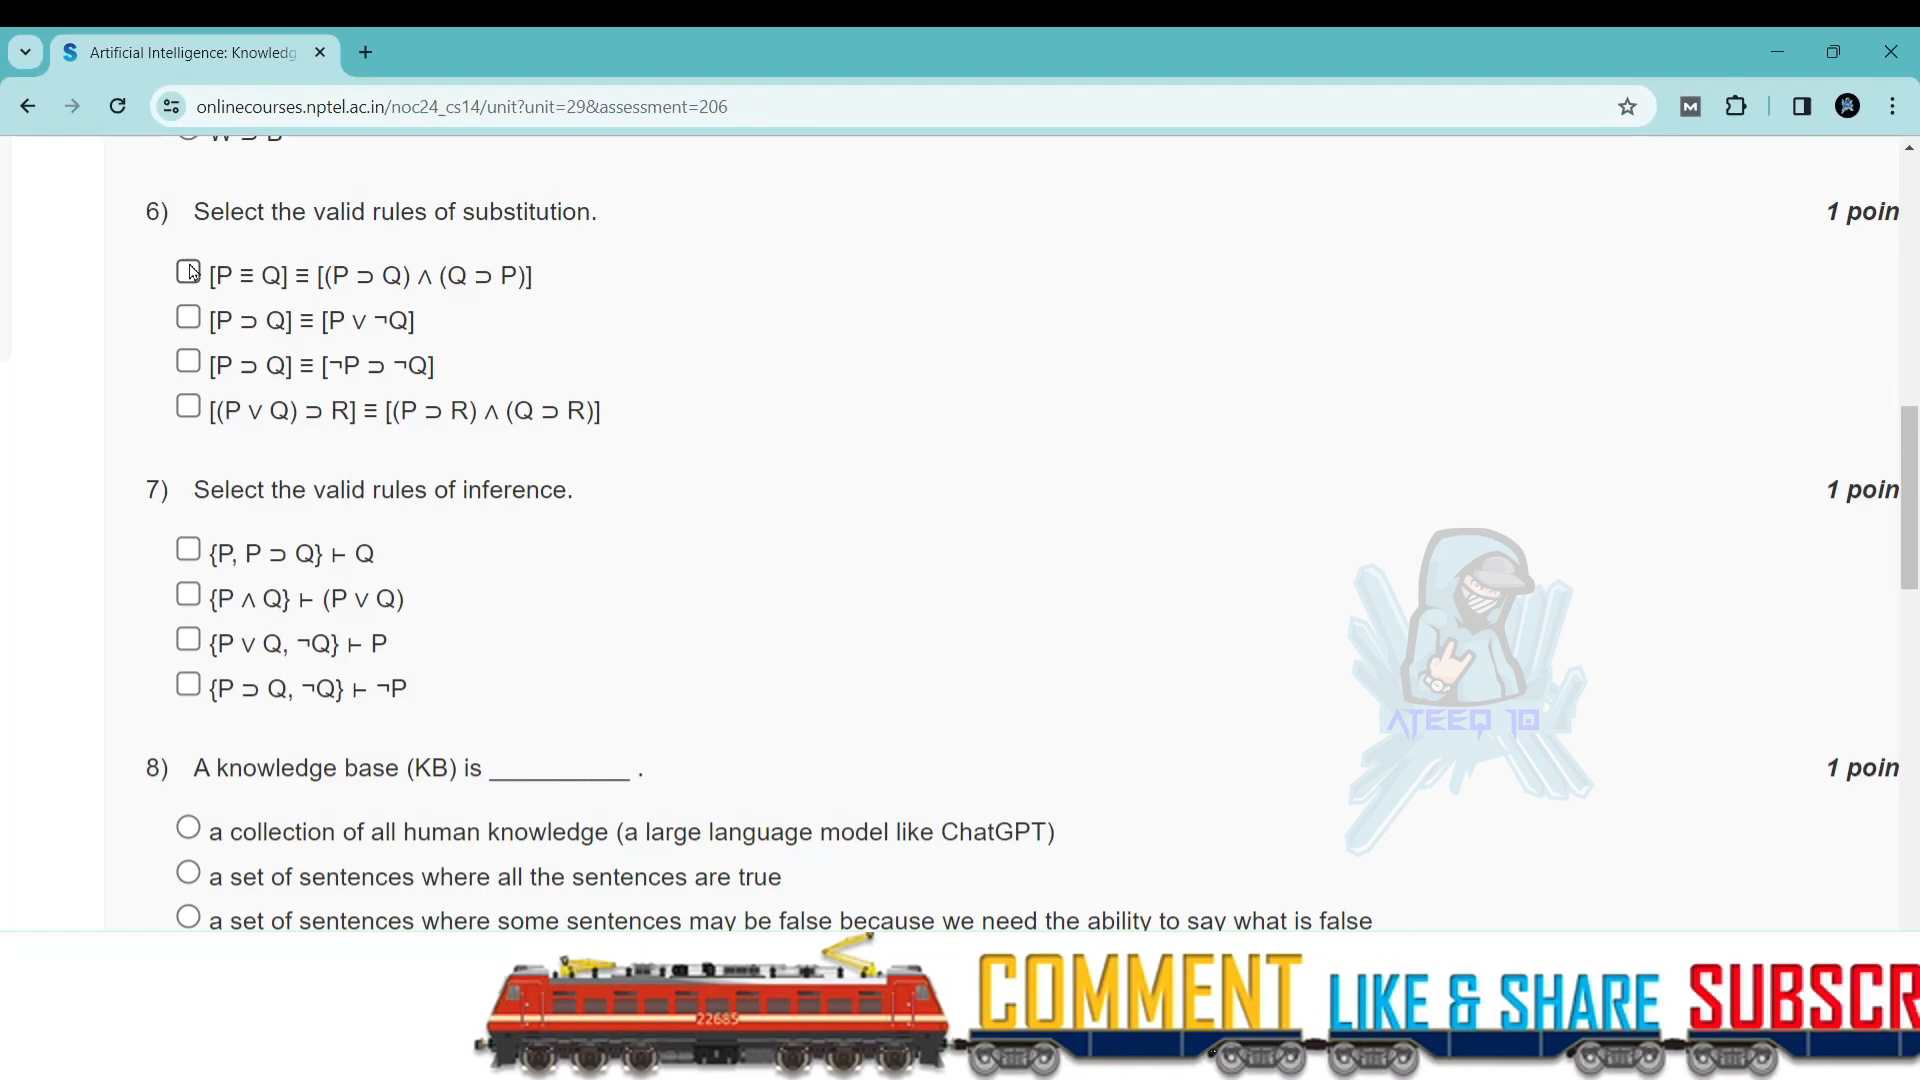 Artificial Intelligence: Knowledg
onlinecourses.nptel.ac.in/noc24_cs14/unit?unit=29&assessment=206
W ⊃ B
6) Select the valid rules of substitution. 1 poin
[P ≡ Q] ≡ [(P ⊃ Q) ∧ (Q ⊃ P)]
[P ⊃ Q] ≡ [P ∨ ¬Q]
[P ⊃ Q] ≡ [¬P ⊃ ¬Q]
[(P ∨ Q) ⊃ R] ≡ [(P ⊃ R) ∧ (Q ⊃ R)]
7) Select the valid rules of inference. 1 poin
{P, P ⊃ Q} ⊢ Q
{P ∧ Q} ⊢ (P ∨ Q)
{P ∨ Q, ¬Q} ⊢ P
{P ⊃ Q, ¬Q} ⊢ ¬P
ATEEQ 10
8) A knowledge base (KB) is __________ . 1 poin
a collection of all human knowledge (a large language model like ChatGPT)
a set of sentences where all the sentences are true
a set of sentences where some sentences may be false because we need the ability to say what is false
22685 COMMENT LIKE & SHARE SUBSCR